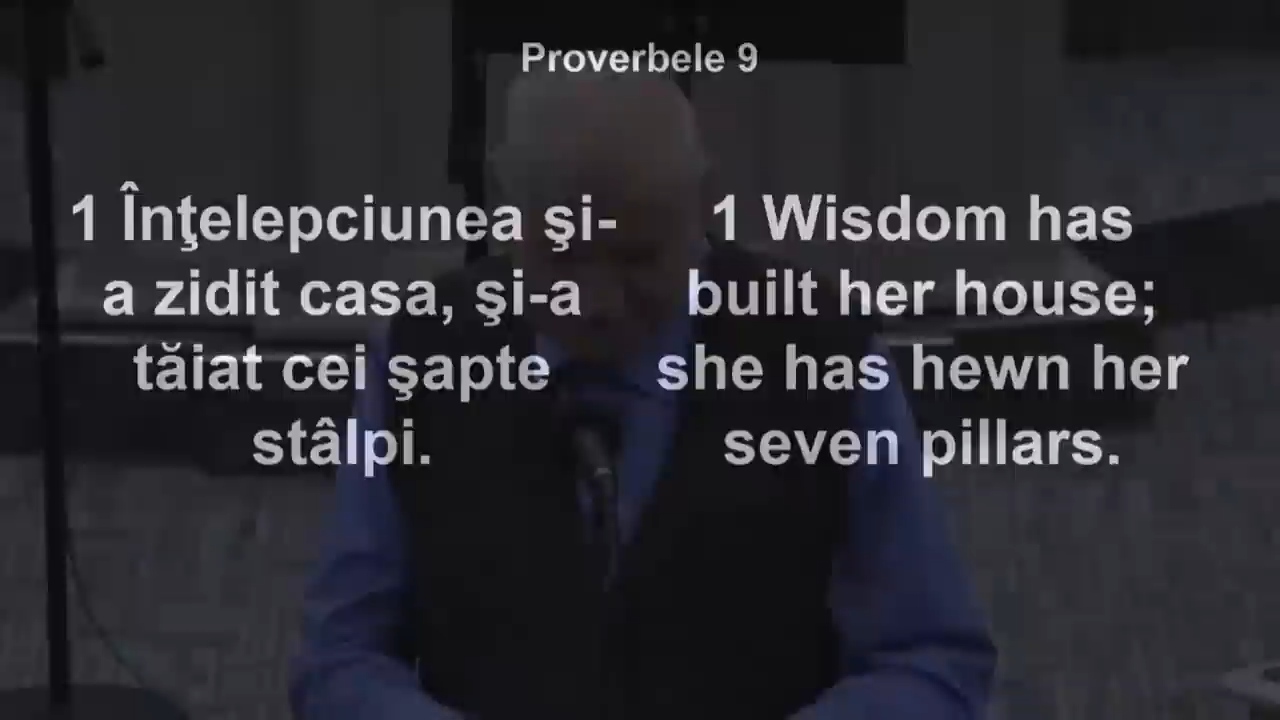 Proverbele 9
1 Înţelepciunea şi-
a zidit casa, şi-a
tăiat cei şapte
stâlpi.
1 Wisdom has
built her house;
she has hewn her
seven pillars.